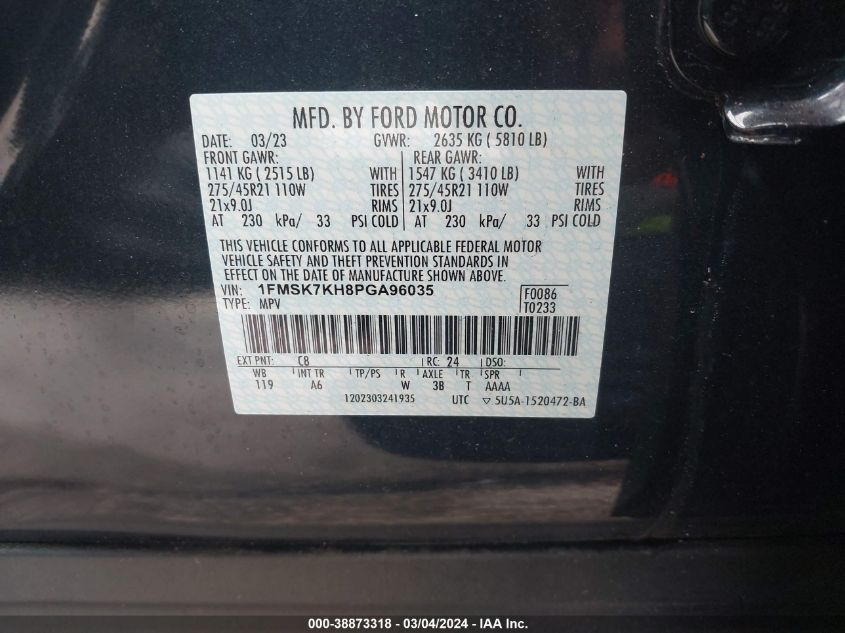 MFD. BY FORD MOTOR CO.
DATE: 03/23 GVWR: 2635 KG ( 5810 LB)
FRONT GAWR: REAR GAWR:
1141 KG ( 2515 LB) WITH 1547 KG ( 3410 LB) WITH
275/45R21 110W TIRES 275/45R21 110W TIRES
21x9.0J RIMS 21x9.0J RIMS
AT 230 kPa/ 33 PSI COLD AT 230 kPa/ 33 PSI COLD
THIS VEHICLE CONFORMS TO ALL APPLICABLE FEDERAL MOTOR
VEHICLE SAFETY AND THEFT PREVENTION STANDARDS IN
EFFECT ON THE DATE OF MANUFACTURE SHOWN ABOVE.
VIN: 1FMSK7KH8PGA96035 F0086
TYPE: MPV T0233
EXT PNT: C8 RC: 24 DSO:
WB INT TR TP/PS R AXLE TR SPR
119 A6 W 3B T AAAA
1202303241935 UTC ▽ 5U5A-1520472-BA
000-38873318 - 03/04/2024 - IAA Inc.